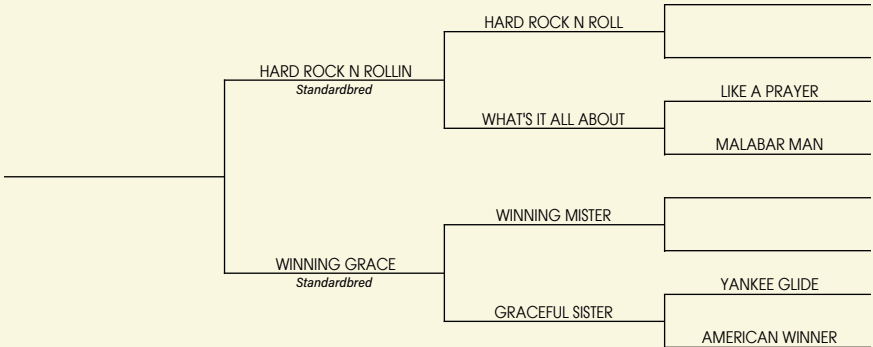 HARD ROCK N ROLL
HARD ROCK N ROLLIN
Standardbred
LIKE A PRAYER
WHAT'S IT ALL ABOUT
MALABAR MAN
WINNING MISTER
WINNING GRACE
Standardbred
YANKEE GLIDE
GRACEFUL SISTER
AMERICAN WINNER